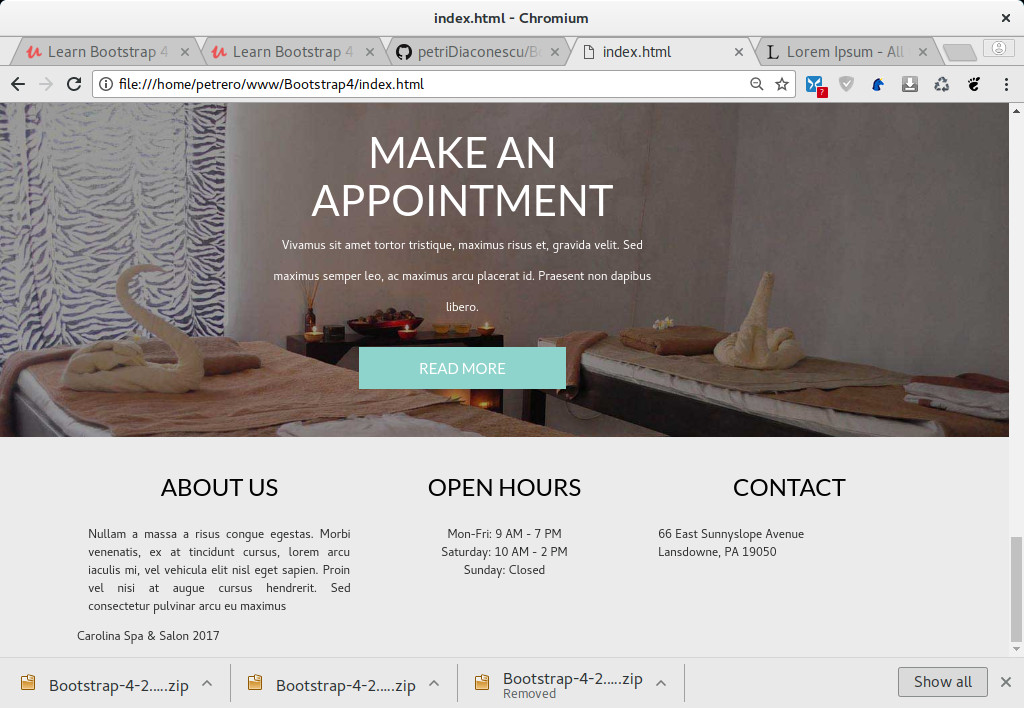 index.html - Chromium
Learn Bootstrap 4
Learn Bootstrap 4
petriDiaconescu/Bo
index.html
Lorem Ipsum - All
file:///home/petrero/www/Bootstrap4/index.html
?
MAKE AN
APPOINTMENT
Vivamus sit amet tortor tristique, maximus risus et, gravida velit. Sed
maximus semper leo, ac maximus arcu placerat id. Praesent non dapibus
libero.
READ MORE
ABOUT US
Nullam a massa a risus congue egestas. Morbi
venenatis, ex at tincidunt cursus, lorem arcu
iaculis mi, vel vehicula elit nisl eget sapien. Proin
vel nisi at augue cursus hendrerit. Sed
consectetur pulvinar arcu eu maximus
OPEN HOURS
Mon-Fri: 9 AM - 7 PM
Saturday: 10 AM - 2 PM
Sunday: Closed
CONTACT
66 East Sunnyslope Avenue
Lansdowne, PA 19050
Carolina Spa & Salon 2017
Bootstrap-4-2.....zip
Bootstrap-4-2.....zip
Bootstrap-4-2.....zip
Removed
Show all